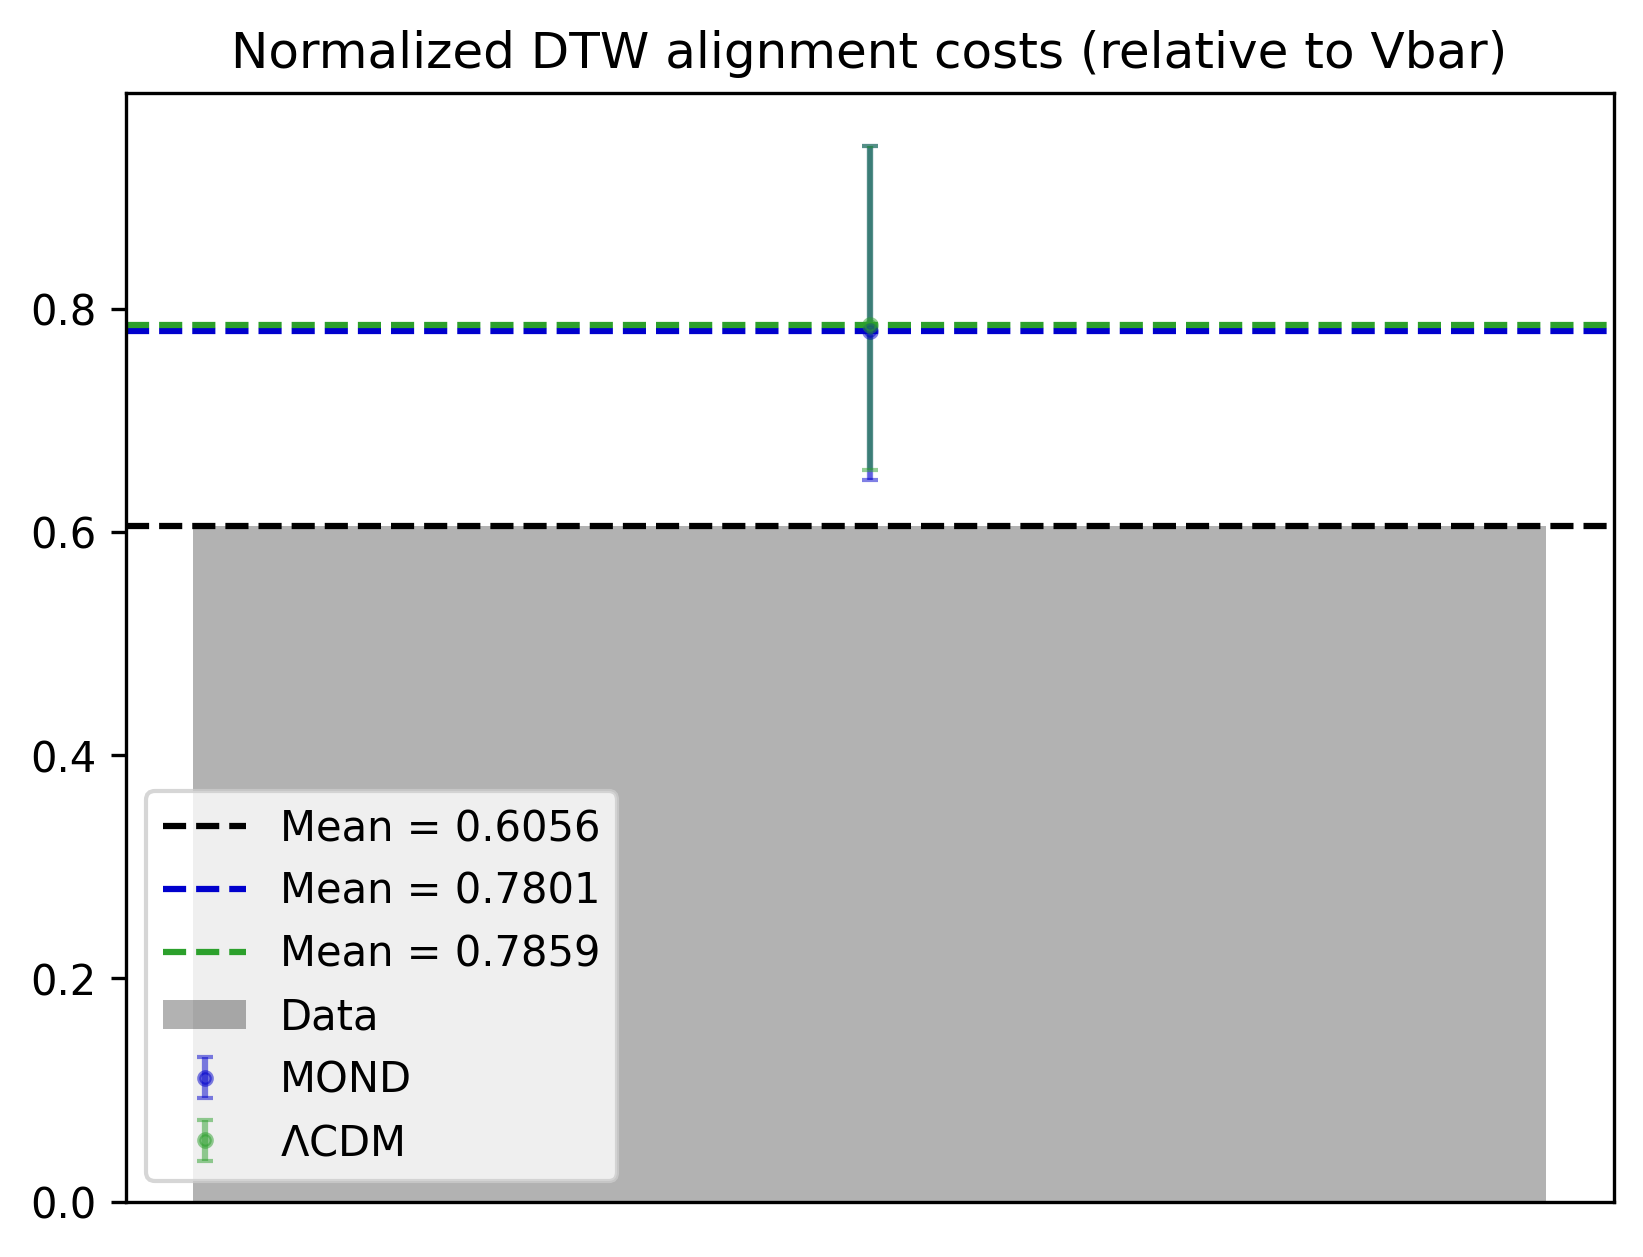 Normalized DTW alignment costs (relative to Vbar)
0.8
0.6
0.4
0.2
0.0
Mean = 0.6056
Mean = 0.7801
Mean = 0.7859
Data
MOND
ΛCDM